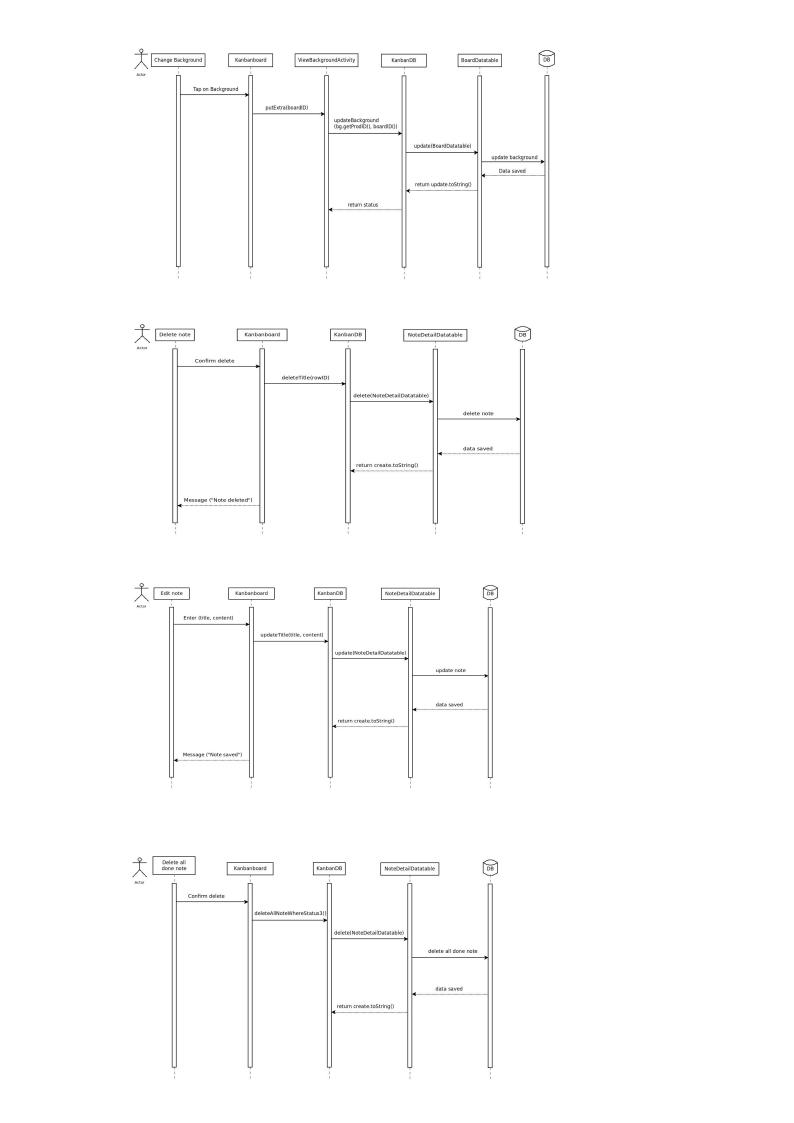 Actor
Change Background
Kanbanboard
ViewBackgroundActivity
KanbanDB
BoardDatatable
DB
Tap on Background
putExtra(boardID)
updateBackground
(bg.getProdID(), boardID))
update(BoardDatatable)
update background
Data saved
return update.toString()
return status
Actor
Delete note
Kanbanboard
KanbanDB
NoteDetailDatatable
DB
Confirm delete
deleteTitle(rowID)
delete(NoteDetailDatatable)
delete note
data saved
return create.toString()
Message ("Note deleted")
Actor
Edit note
Kanbanboard
KanbanDB
NoteDetailDatatable
DB
Enter (title, content)
updateTitle(title, content)
update(NoteDetailDatatable)
update note
data saved
return create.toString()
Message ("Note saved")
Actor
Delete all
done note
Kanbanboard
KanbanDB
NoteDetailDatatable
DB
Confirm delete
deleteAllNoteWhereStatus3()
delete(NoteDetailDatatable)
delete all done note
data saved
return create.toString()